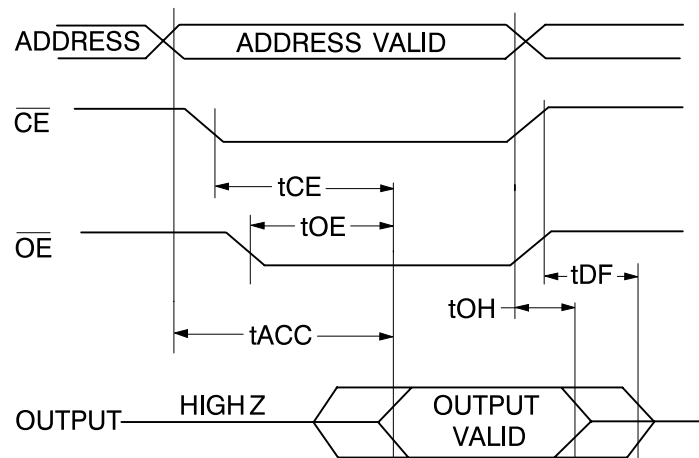 ADDRESS
ADDRESS VALID
CE
tCE
tOE
OE
tDF
tOH
tACC
OUTPUT
HIGH Z
OUTPUT
VALID